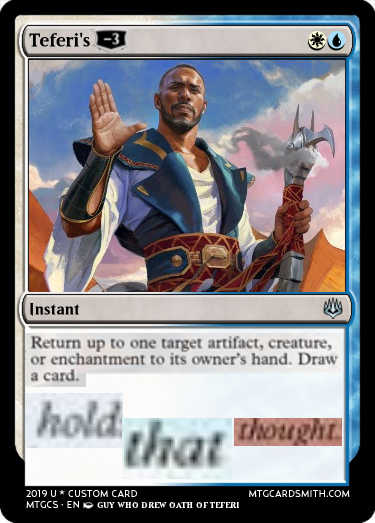 Teferi's -3
Instant
Return up to one target artifact, creature,
or enchantment to its owner's hand. Draw
a card.
hold
that
thought.
2019 U * CUSTOM CARD
MTGCARDSMITH.COM
MTGCS · EN GUY WHO DREW OATH OF TEFERI